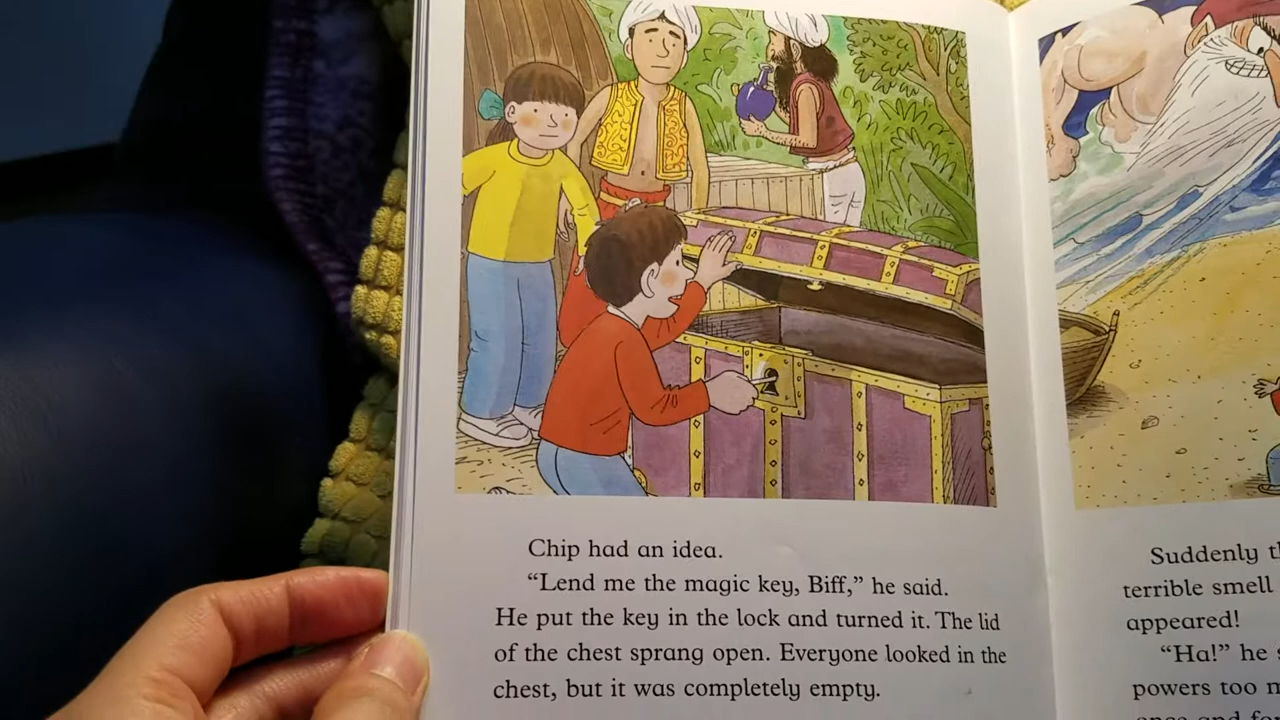 Chip had an idea.
“Lend me the magic key, Biff,” he said.
He put the key in the lock and turned it. The lid
of the chest sprang open. Everyone looked in the
chest, but it was completely empty.
Suddenly
terrible smell
appeared!
“Ha!” he
powers too
once and